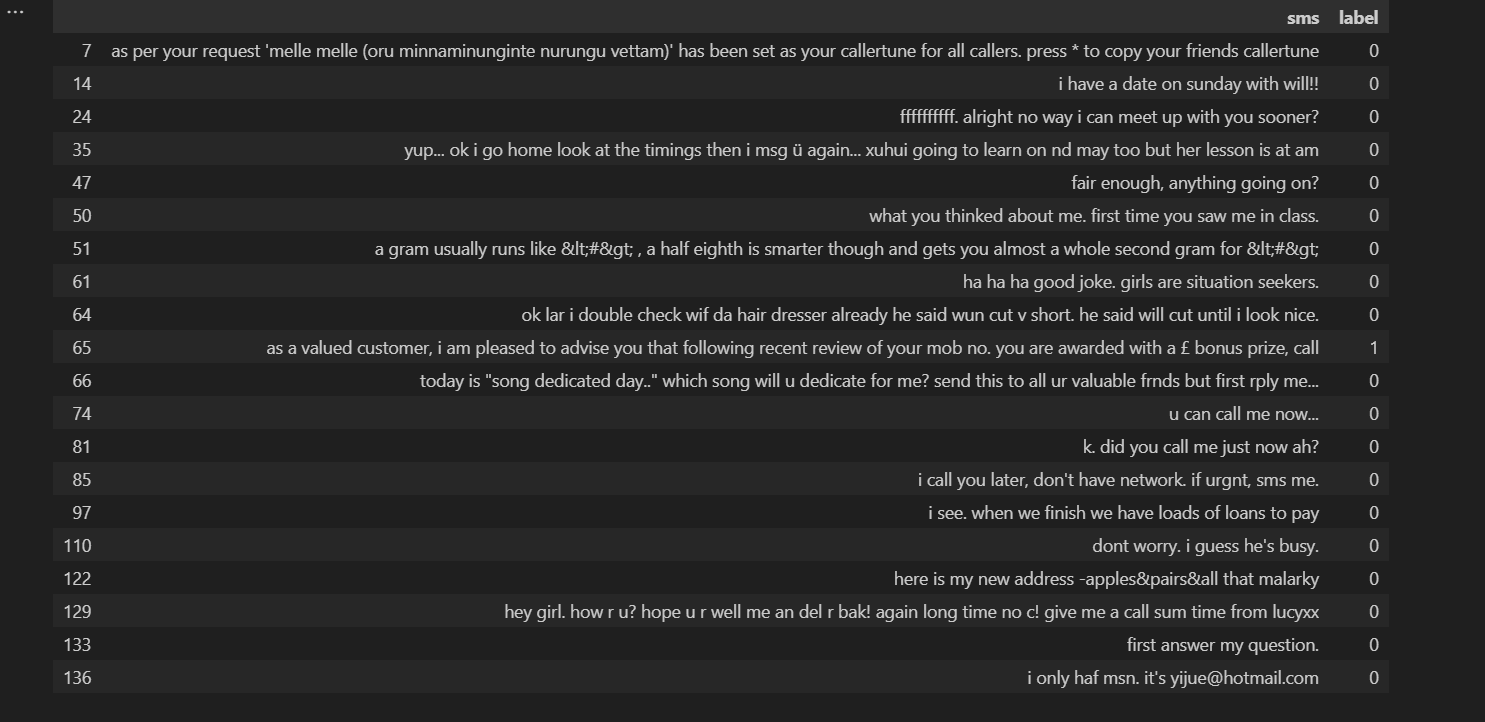 ...
sms label
7 as per your request 'melle melle (oru minnaminunginte nurungu vettam)' has been set as your callertune for all callers. press * to copy your friends callertune 0
14 i have a date on sunday with will!! 0
24 ffffffffff. alright no way i can meet up with you sooner? 0
35 yup... ok i go home look at the timings then i msg ü again... xuhui going to learn on nd may too but her lesson is at am 0
47 fair enough, anything going on? 0
50 what you thinked about me. first time you saw me in class. 0
51 a gram usually runs like &lt;#&gt; , a half eighth is smarter though and gets you almost a whole second gram for &lt;#&gt; 0
61 ha ha ha good joke. girls are situation seekers. 0
64 ok lar i double check wif da hair dresser already he said wun cut v short. he said will cut until i look nice. 0
65 as a valued customer, i am pleased to advise you that following recent review of your mob no. you are awarded with a £ bonus prize, call 1
66 today is "song dedicated day.." which song will u dedicate for me? send this to all ur valuable frnds but first rply me... 0
74 u can call me now... 0
81 k. did you call me just now ah? 0
85 i call you later, don't have network. if urgnt, sms me. 0
97 i see. when we finish we have loads of loans to pay 0
110 dont worry. i guess he's busy. 0
122 here is my new address -apples&pairs&all that malarky 0
129 hey girl. how r u? hope u r well me an del r bak! again long time no c! give me a call sum time from lucyxx 0
133 first answer my question. 0
136 i only haf msn. it's yijue@hotmail.com 0